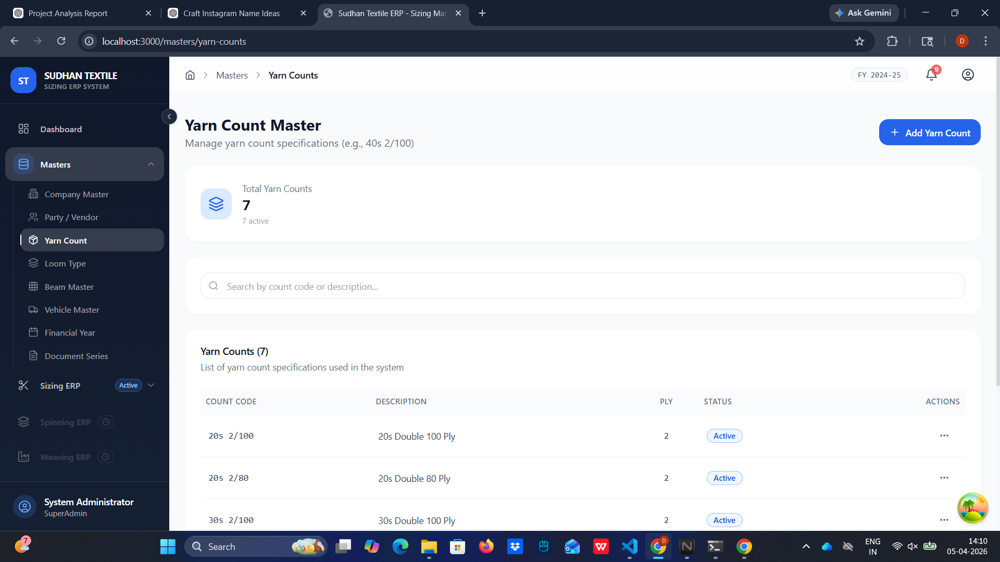 Project Analysis Report
Craft Instagram Name Ideas
Sudhan Textile ERP - Sizing Mar
Ask Gemini
localhost:3000/masters/yarn-counts
D
ST
SUDHAN TEXTILE
SIZING ERP SYSTEM
Dashboard
Masters
Company Master
Party / Vendor
Yarn Count
Loom Type
Beam Master
Vehicle Master
Financial Year
Document Series
Sizing ERP
Active
Spinning ERP
Weaving ERP
System Administrator
SuperAdmin
Masters
Yarn Counts
FY 2024-25
9
Yarn Count Master
Manage yarn count specifications (e.g., 40s 2/100)
Add Yarn Count
Total Yarn Counts
7
7 active
Search by count code or description...
Yarn Counts (7)
List of yarn count specifications used in the system
COUNT CODE DESCRIPTION PLY STATUS ACTIONS
20s 2/100 20s Double 100 Ply 2 Active
20s 2/80 20s Double 80 Ply 2 Active
30s 2/100 30s Double 100 Ply 2 Active
7
Search
D
ENG
IN
14:10
05-04-2026